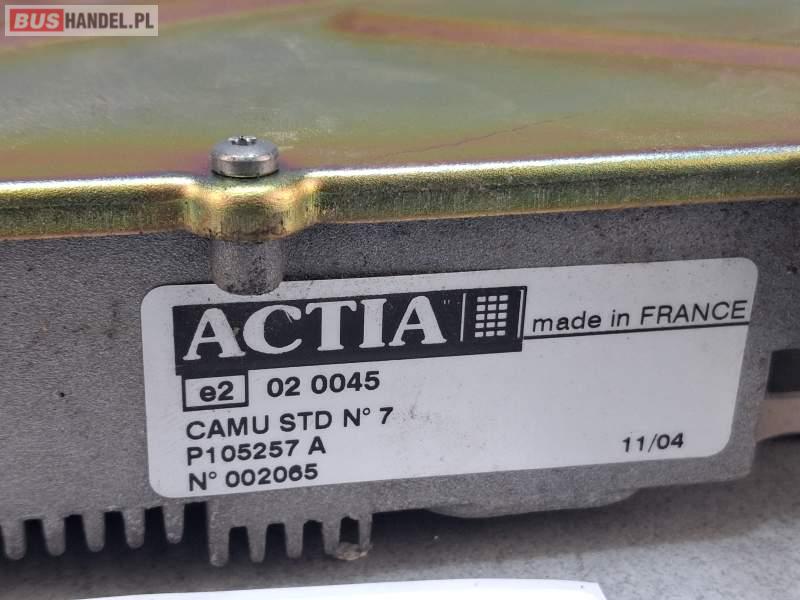 BUSHANDEL.PL
ACTIA made in FRANCE
e2 02 0045
CAMU STD N° 7
P105257 A 11/04
N° 002065